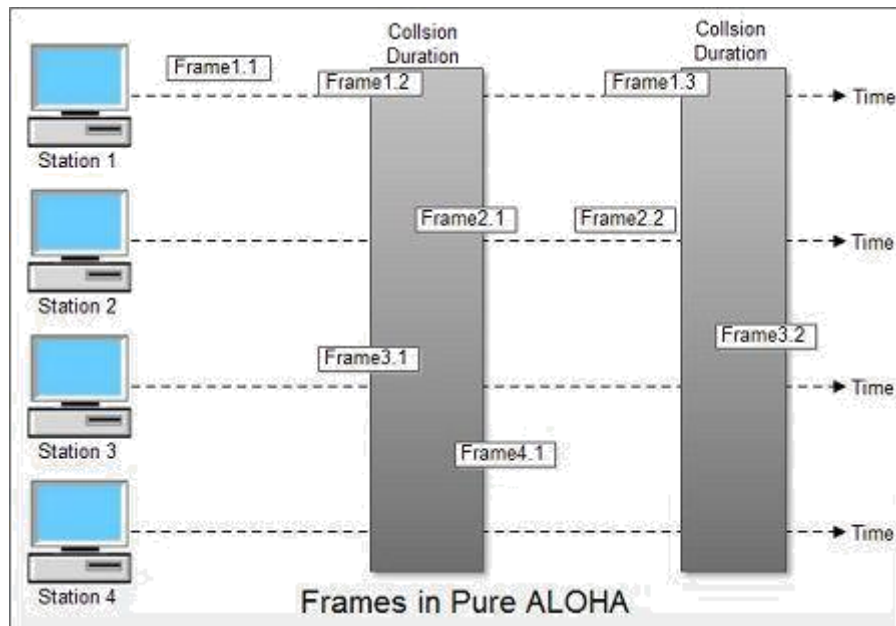 Collsion
Duration
Collsion
Duration
Frame1.1
Frame1.2
Frame1.3
Time
Station 1
Frame2.1
Frame2.2
Time
Station 2
Frame3.1
Frame3.2
Time
Station 3
Frame4.1
Time
Station 4
Frames in Pure ALOHA